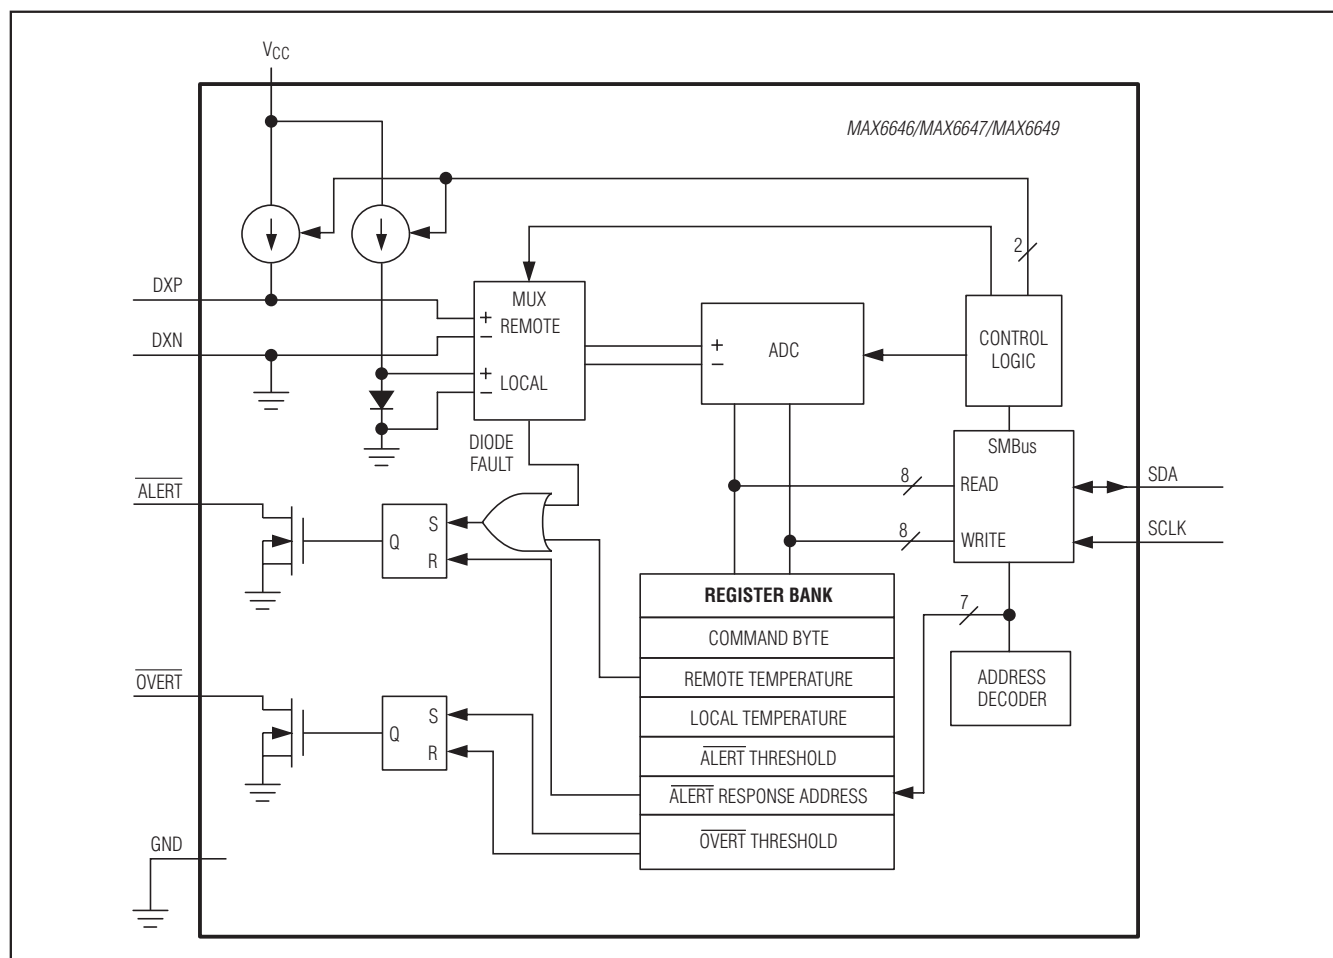 VCC
MAX6646/MAX6647/MAX6649
2
DXP
DXN
MUX
+
REMOTE
−
+
LOCAL
−
+
−
ADC
CONTROL
LOGIC
DIODE
FAULT
SMBus
8
READ
8
WRITE
SDA
SCLK
ALERT
S
Q
R
REGISTER BANK
COMMAND BYTE
REMOTE TEMPERATURE
LOCAL TEMPERATURE
ALERT THRESHOLD
ALERT RESPONSE ADDRESS
OVERT THRESHOLD
7
ADDRESS
DECODER
OVERT
S
Q
R
GND